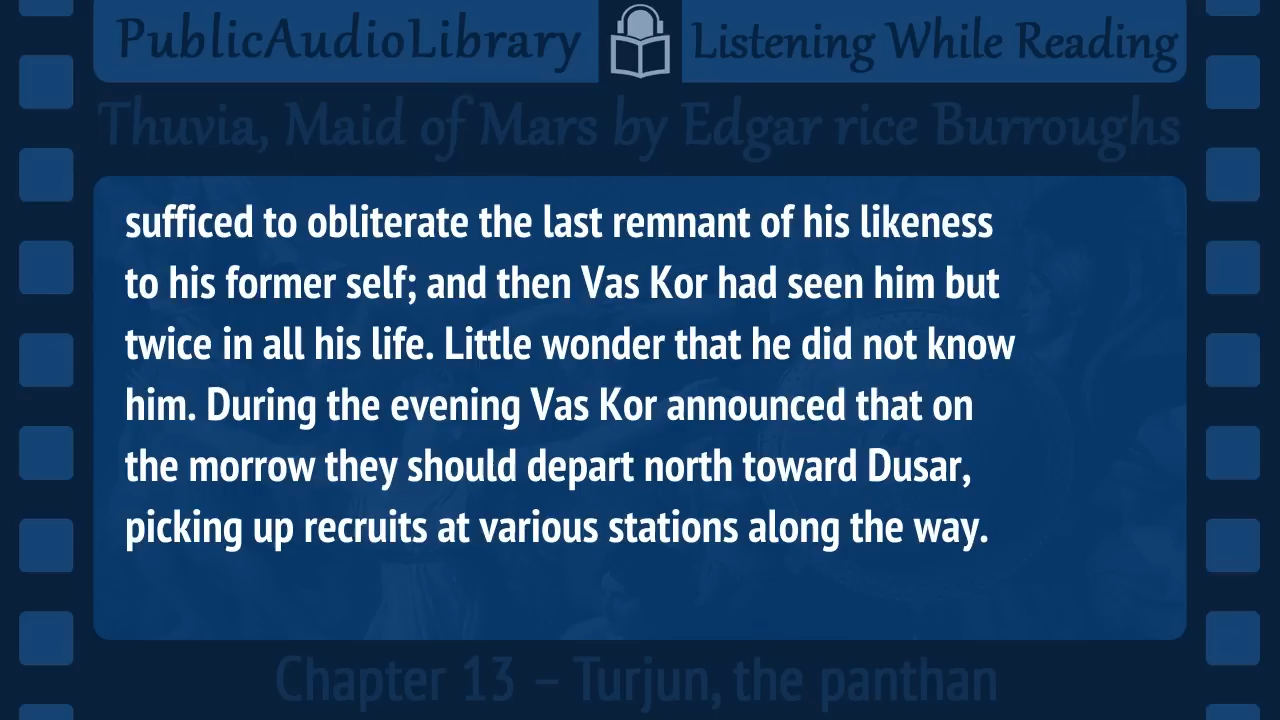 PublicAudioLibrary Listening While Reading
Thuvia, Maid of Mars by Edgar rice Burroughs
sufficed to obliterate the last remnant of his likeness
to his former self; and then Vas Kor had seen him but
twice in all his life. Little wonder that he did not know
him. During the evening Vas Kor announced that on
the morrow they should depart north toward Dusar,
picking up recruits at various stations along the way.
Chapter 13 – Turjun, the panthan